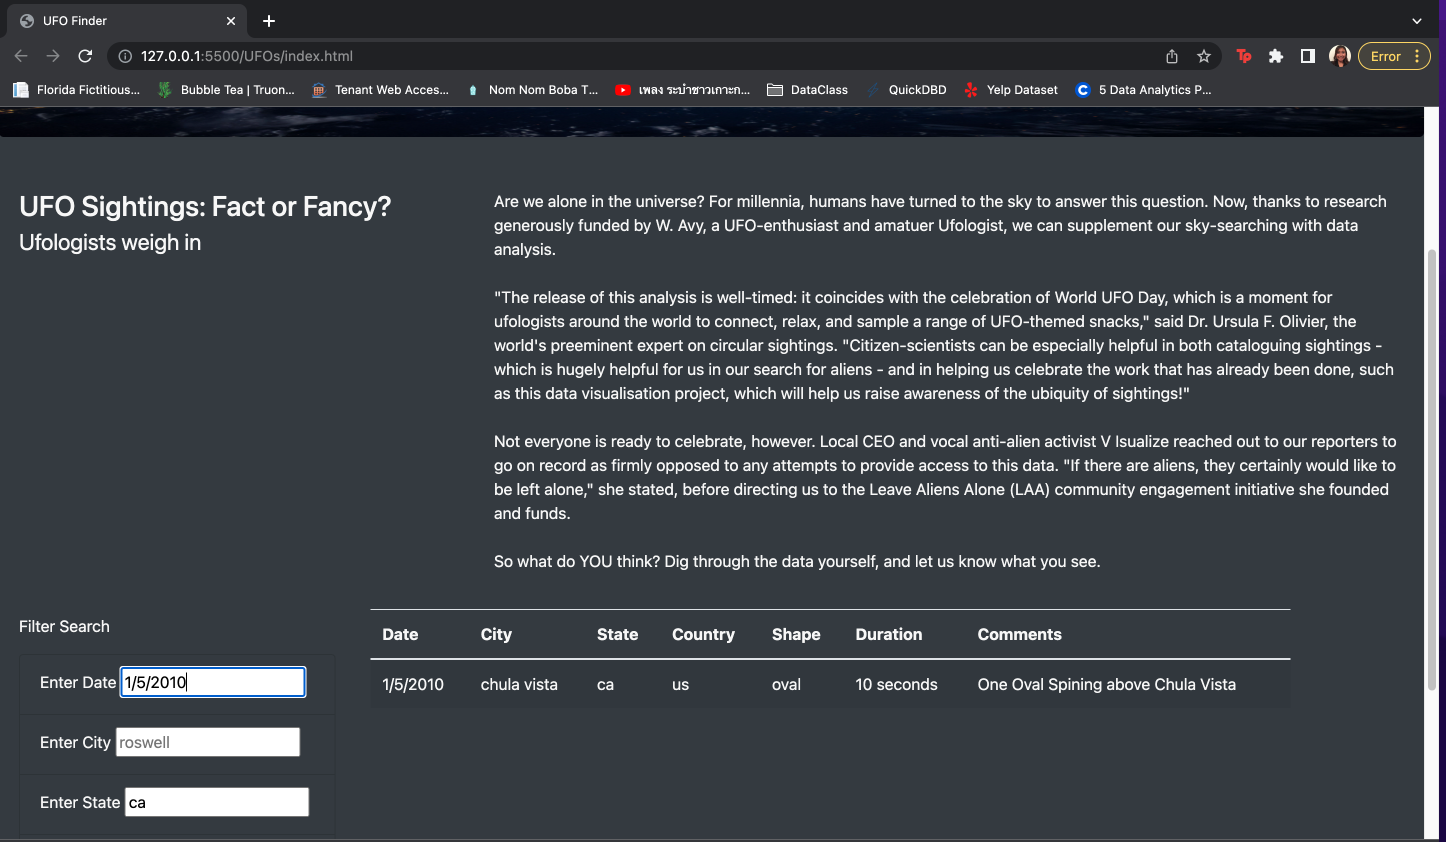 UFO Finder
127.0.0.1:5500/UFOs/index.html
Error
Florida Fictitious...
Bubble Tea | Truon...
Tenant Web Acces...
Nom Nom Boba T...
เพลง ระบำชาวเกาะก...
DataClass
QuickDBD
Yelp Dataset
5 Data Analytics P...
UFO Sightings: Fact or Fancy?
Ufologists weigh in
Are we alone in the universe? For millennia, humans have turned to the sky to answer this question. Now, thanks to research
generously funded by W. Avy, a UFO-enthusiast and amatuer Ufologist, we can supplement our sky-searching with data
analysis.
"The release of this analysis is well-timed: it coincides with the celebration of World UFO Day, which is a moment for
ufologists around the world to connect, relax, and sample a range of UFO-themed snacks," said Dr. Ursula F. Olivier, the
world's preeminent expert on circular sightings. "Citizen-scientists can be especially helpful in both cataloguing sightings -
which is hugely helpful for us in our search for aliens - and in helping us celebrate the work that has already been done, such
as this data visualisation project, which will help us raise awareness of the ubiquity of sightings!"
Not everyone is ready to celebrate, however. Local CEO and vocal anti-alien activist V Isualize reached out to our reporters to
go on record as firmly opposed to any attempts to provide access to this data. "If there are aliens, they certainly would like to
be left alone," she stated, before directing us to the Leave Aliens Alone (LAA) community engagement initiative she founded
and funds.
So what do YOU think? Dig through the data yourself, and let us know what you see.
Filter Search
Enter Date 1/5/2010
Enter City roswell
Enter State ca
Date City State Country Shape Duration Comments
1/5/2010 chula vista ca us oval 10 seconds One Oval Spining above Chula Vista